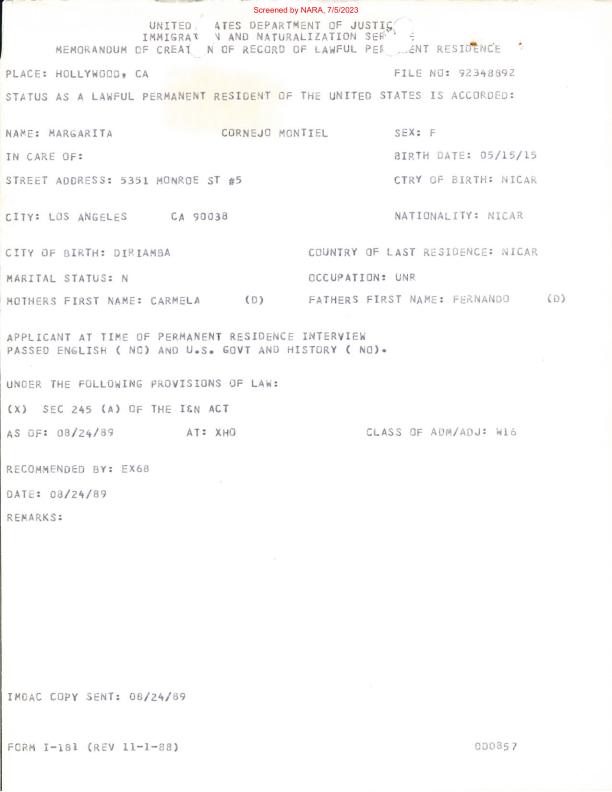 Screened by NARA, 7/5/2023
UNITED ATES DEPARTMENT OF JUSTIC
IMMIGRAT N AND NATURALIZATION SER E
MEMORANDUM OF CREAT N OF RECORD OF LAWFUL PER ENT RESIDENCE
PLACE: HOLLYWOOD, CA FILE NO: 92348892
STATUS AS A LAWFUL PERMANENT RESIDENT OF THE UNITED STATES IS ACCORDED:
NAME: MARGARITA CORNEJO MONTIEL SEX: F
IN CARE OF: BIRTH DATE: 05/15/15
STREET ADDRESS: 5351 MONROE ST #5 CTRY OF BIRTH: NICAR
CITY: LOS ANGELES CA 90038 NATIONALITY: NICAR
CITY OF BIRTH: DIRIAMBA COUNTRY OF LAST RESIDENCE: NICAR
MARITAL STATUS: N OCCUPATION: UNR
MOTHERS FIRST NAME: CARMELA (D) FATHERS FIRST NAME: FERNANDO (D)
APPLICANT AT TIME OF PERMANENT RESIDENCE INTERVIEW
PASSED ENGLISH ( NO) AND U.S. GOVT AND HISTORY ( NO).
UNDER THE FOLLOWING PROVISIONS OF LAW:
(X) SEC 245 (A) OF THE I&N ACT
AS OF: 08/24/89 AT: XHO CLASS OF ADM/ADJ: W16
RECOMMENDED BY: EX68
DATE: 08/24/89
REMARKS:
IMDAC COPY SENT: 08/24/89
FORM I-181 (REV 11-1-88) 000857